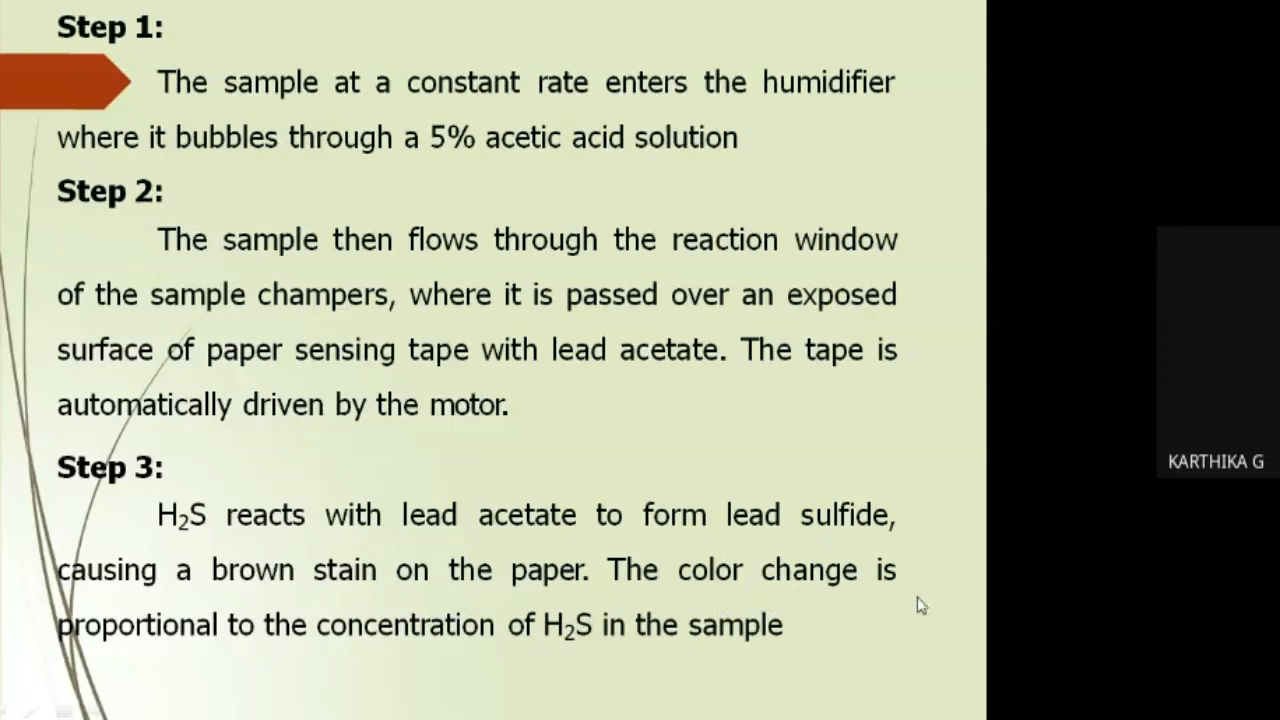 Step 1:
The sample at a constant rate enters the humidifier
where it bubbles through a 5% acetic acid solution
Step 2:
The sample then flows through the reaction window
of the sample champers, where it is passed over an exposed
surface of paper sensing tape with lead acetate. The tape is
automatically driven by the motor.
Step 3:
H₂S reacts with lead acetate to form lead sulfide,
causing a brown stain on the paper. The color change is
proportional to the concentration of H₂S in the sample
KARTHIKA G